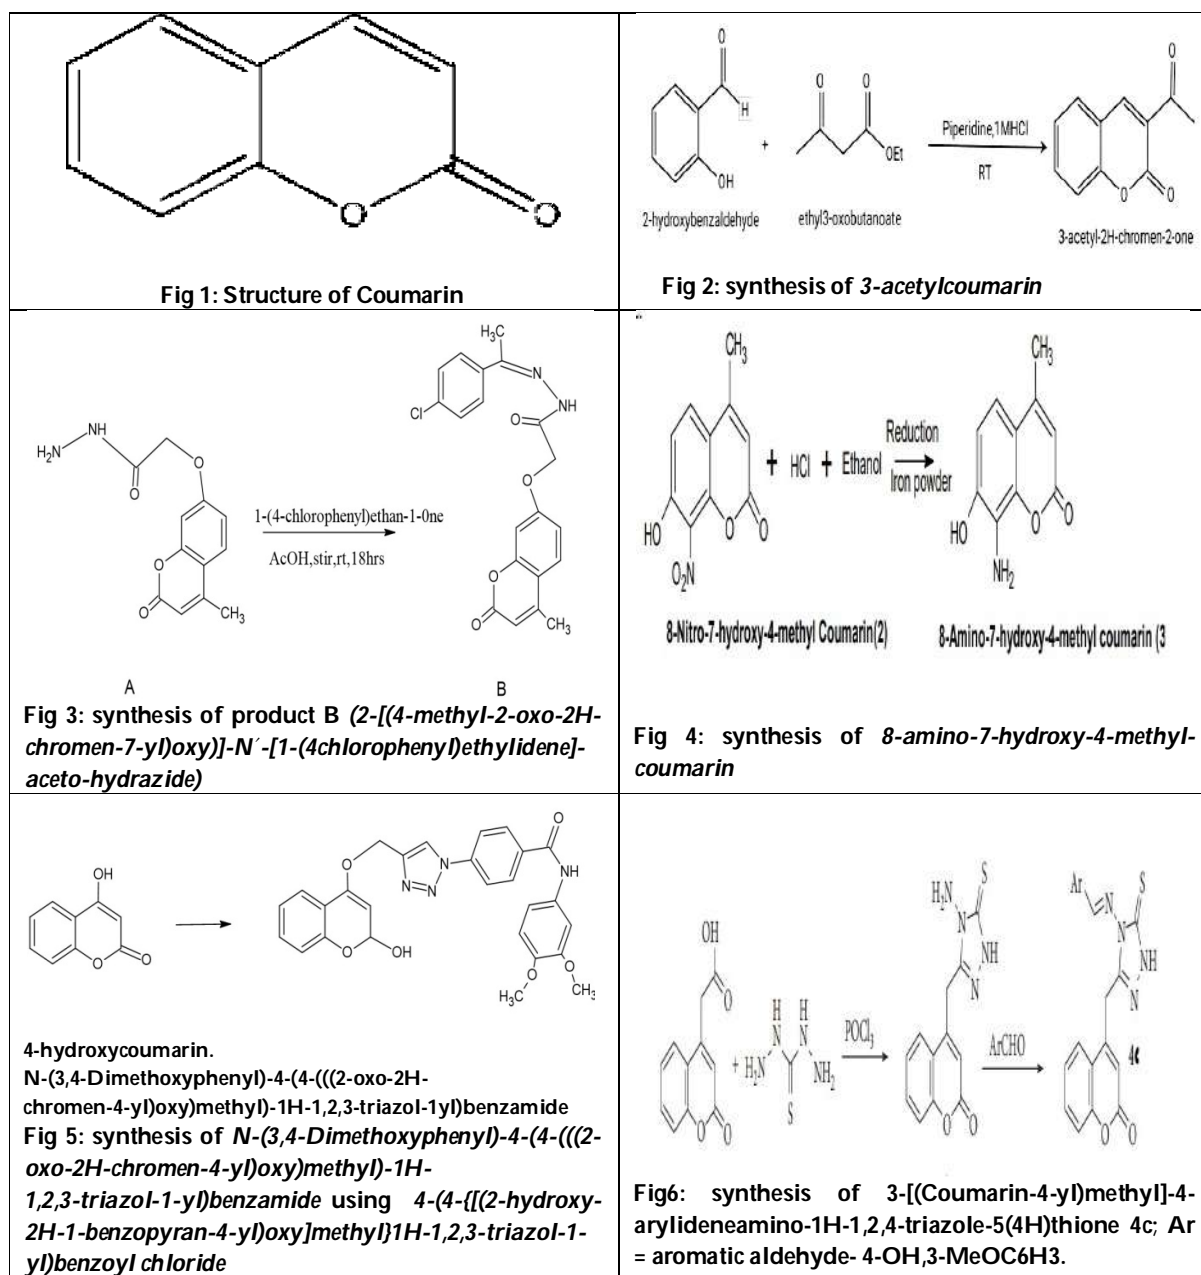 O
O
Fig 1: Structure of Coumarin
O
H
OH
2-hydroxybenzaldehyde
+
O
O
OEt
ethyl3-oxobutanoate
Piperidine,1MHCl
RT
O
O
O
3-acetyl-2H-chromen-2-one
Fig 2: synthesis of 3-acetylcoumarin
H2N
NH
O
O
O
O
CH3
A
1-(4-chlorophenyl)ethan-1-0ne
AcOH,stir,rt,18hrs
H3C
N
Cl
O
NH
O
O
O
CH3
B
Fig 3: synthesis of product B (2-[(4-methyl-2-oxo-2H-
chromen-7-yl)oxy)]-N´-[1-(4chlorophenyl)ethylidene]-
aceto-hydrazide)
CH3
HO
O
O
O2N
8-Nitro-7-hydroxy-4-methyl Coumarin(2)
+ HCl + Ethanol
Reduction
Iron powder
CH3
HO
O
O
NH2
8-Amino-7-hydroxy-4-methyl coumarin (3
Fig 4: synthesis of 8-amino-7-hydroxy-4-methyl-
coumarin
OH
O
O
O
N
N=N
O
NH
O
OH
O
O
H3C
CH3
4-hydroxycoumarin.
N-(3,4-Dimethoxyphenyl)-4-(4-(((2-oxo-2H-
chromen-4-yl)oxy)methyl)-1H-1,2,3-triazol-1yl)benzamide
Fig 5: synthesis of N-(3,4-Dimethoxyphenyl)-4-(4-(((2-
oxo-2H-chromen-4-yl)oxy)methyl)-1H-
1,2,3-triazol-1-yl)benzamide using 4-(4-{[(2-hydroxy-
2H-1-benzopyran-4-yl)oxy]methyl}1H-1,2,3-triazol-1-
yl)benzoyl chloride
OH
O
O
O
+
H2N
H
N
S
H
N
NH2
POCl3
H2N
S
N
NH
N
O
O
ArCHO
Ar
N
S
N
NH
N
4c
O
O
Fig6: synthesis of 3-[(Coumarin-4-yl)methyl]-4-
arylideneamino-1H-1,2,4-triazole-5(4H)thione 4c; Ar
= aromatic aldehyde- 4-OH,3-MeOC6H3.